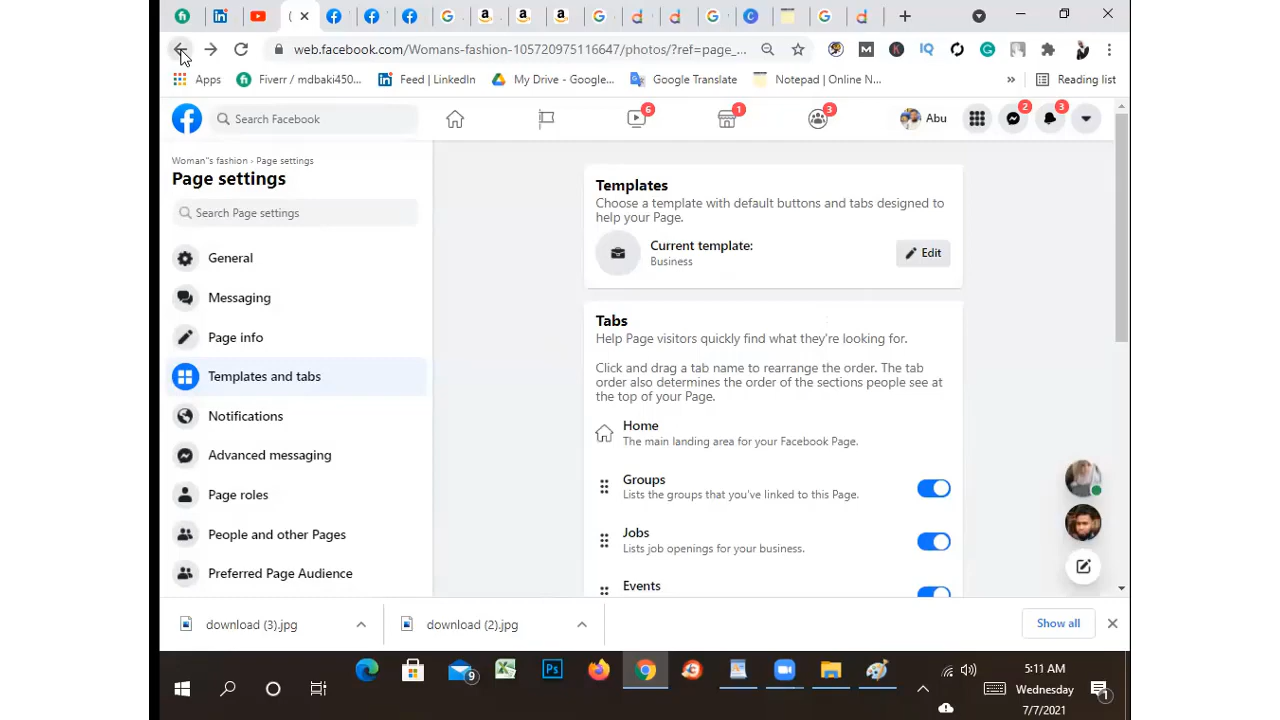 web.facebook.com/Womans-fashion-105720975116647/photos/?ref=page_...
Apps
Fiverr / mdbaki450...
Feed | LinkedIn
My Drive - Google...
Google Translate
Notepad | Online N...
»
Reading list
Search Facebook
6
1
3
Abu
2
3
Woman"s fashion › Page settings
Page settings
Search Page settings
General
Messaging
Page info
Templates and tabs
Notifications
Advanced messaging
Page roles
People and other Pages
Preferred Page Audience
Templates
Choose a template with default buttons and tabs designed to
help your Page.
Current template:
Business
Edit
Tabs
Help Page visitors quickly find what they're looking for.
Click and drag a tab name to rearrange the order. The tab
order also determines the order of the sections people see at
the top of your Page.
Home
The main landing area for your Facebook Page.
Groups
Lists the groups that you've linked to this Page.
Jobs
Lists job openings for your business.
Events
download (3).jpg
download (2).jpg
Show all
9
Ps
5:11 AM
Wednesday
7/7/2021
1